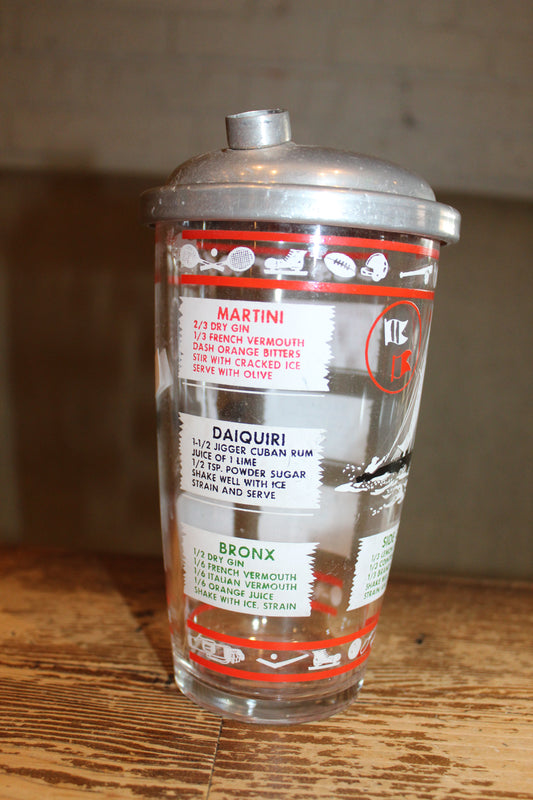 MARTINI
2/3 DRY GIN
1/3 FRENCH VERMOUTH
DASH ORANGE BITTERS
STIR WITH CRACKED ICE
SERVE WITH OLIVE
DAIQUIRI
1-1/2 JIGGER CUBAN RUM
JUICE OF 1 LIME
1/2 TSP. POWDER SUGAR
SHAKE WELL WITH ICE
STRAIN AND SERVE
BRONX
1/2 DRY GIN
1/6 FRENCH VERMOUTH
1/6 ITALIAN VERMOUTH
1/6 ORANGE JUICE
SHAKE WITH ICE, STRAIN
SIDE